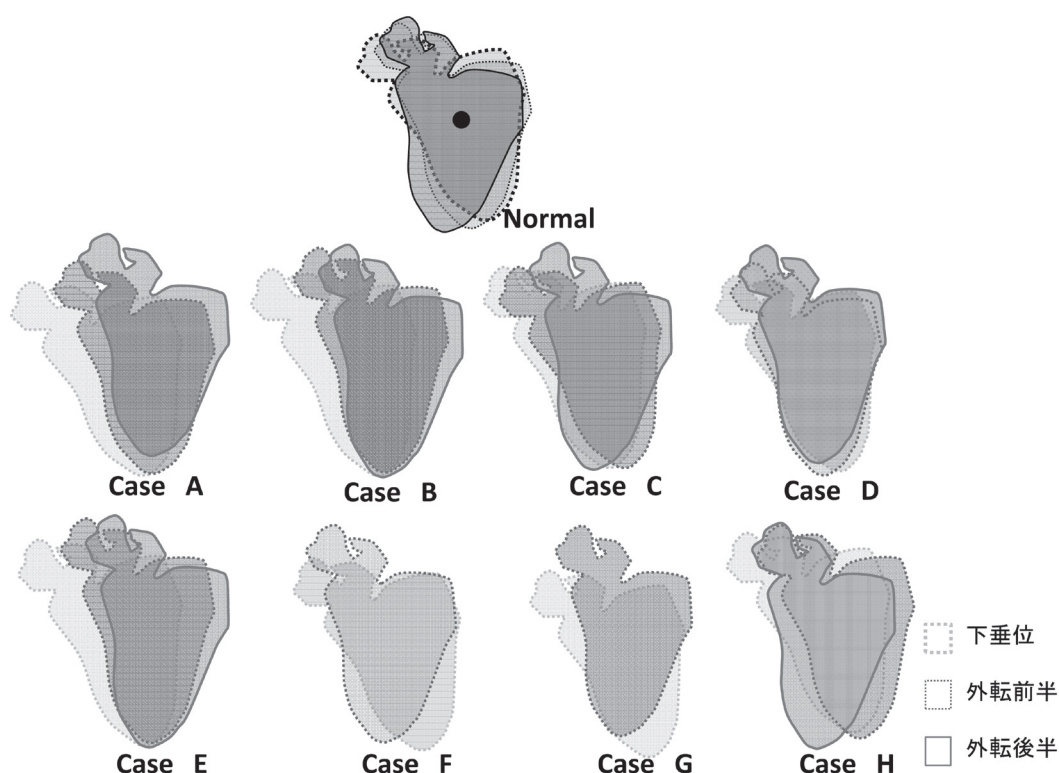 Normal
Case A
Case B
Case C
Case D
Case E
Case F
Case G
Case H
下垂位
外転前半
外転後半